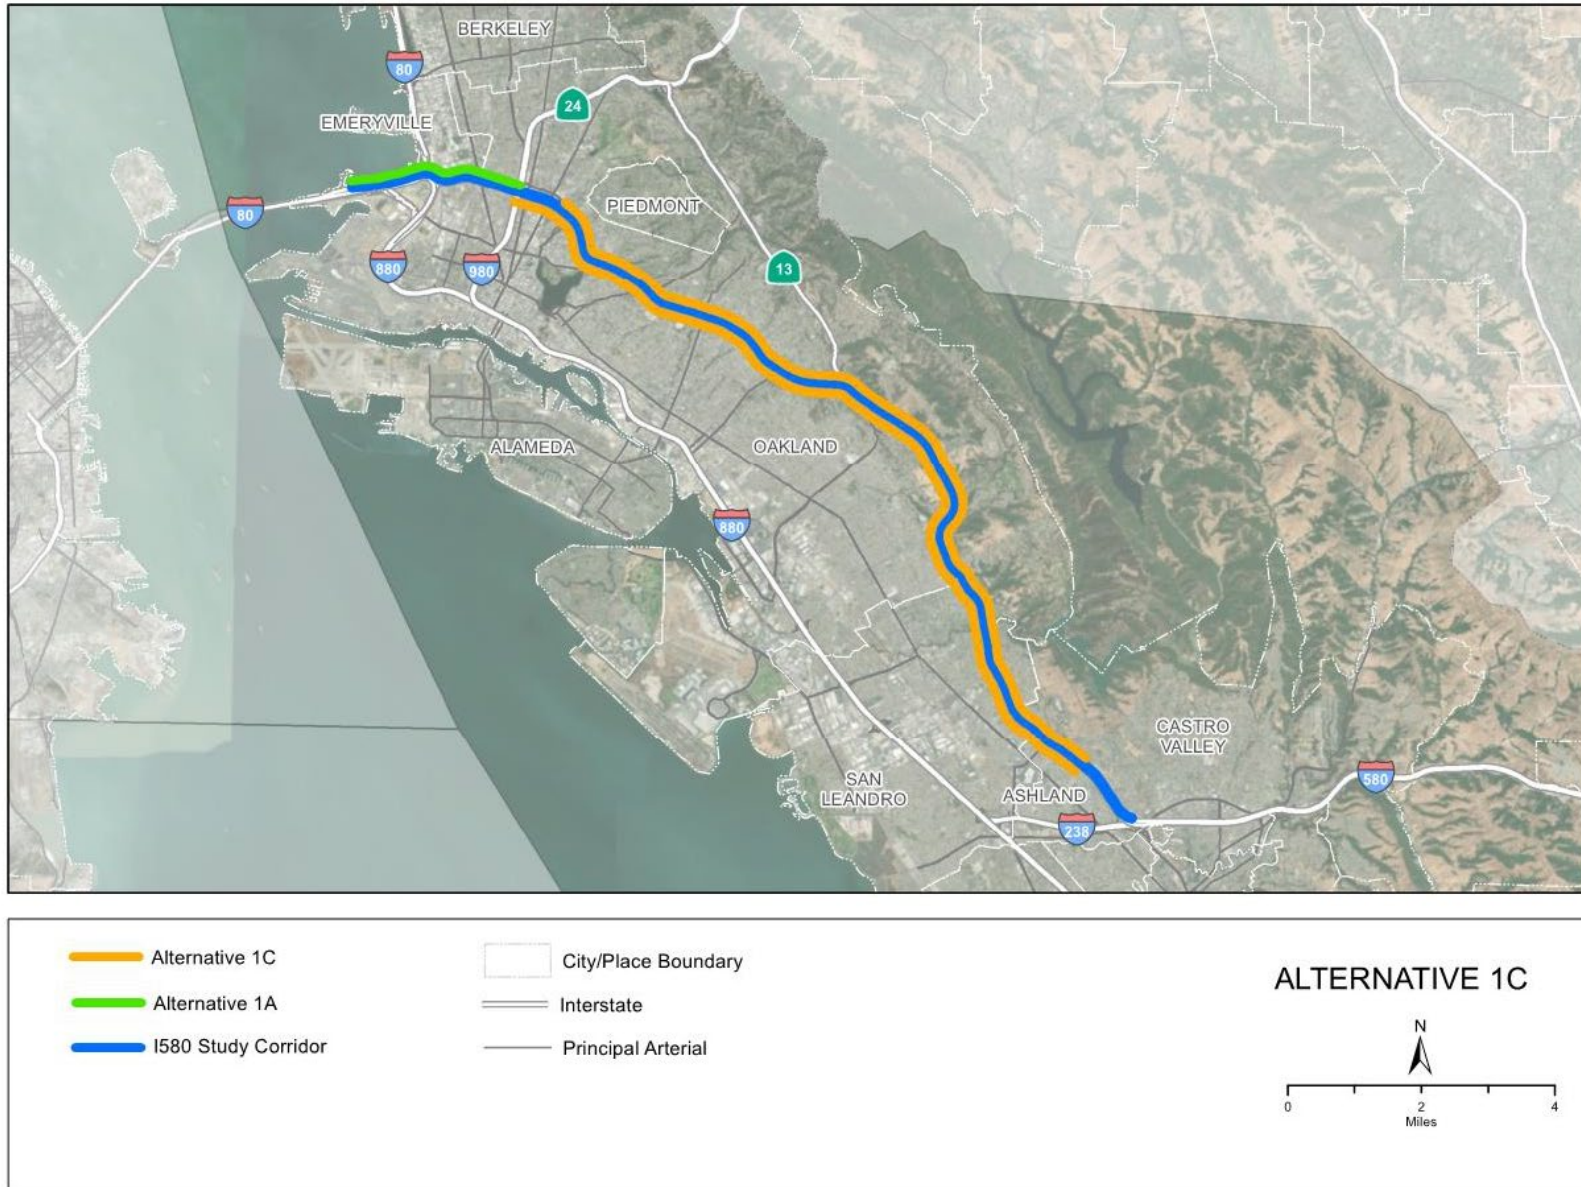 BERKELEY
80
24
EMERYVILLE
PIEDMONT
80
880
980
13
ALAMEDA
OAKLAND
880
CASTRO
VALLEY
SAN
LEANDRO
ASHLAND
580
238
Alternative 1C
Alternative 1A
I580 Study Corridor
City/Place Boundary
Interstate
Principal Arterial
ALTERNATIVE 1C
N
0 2 4
Miles